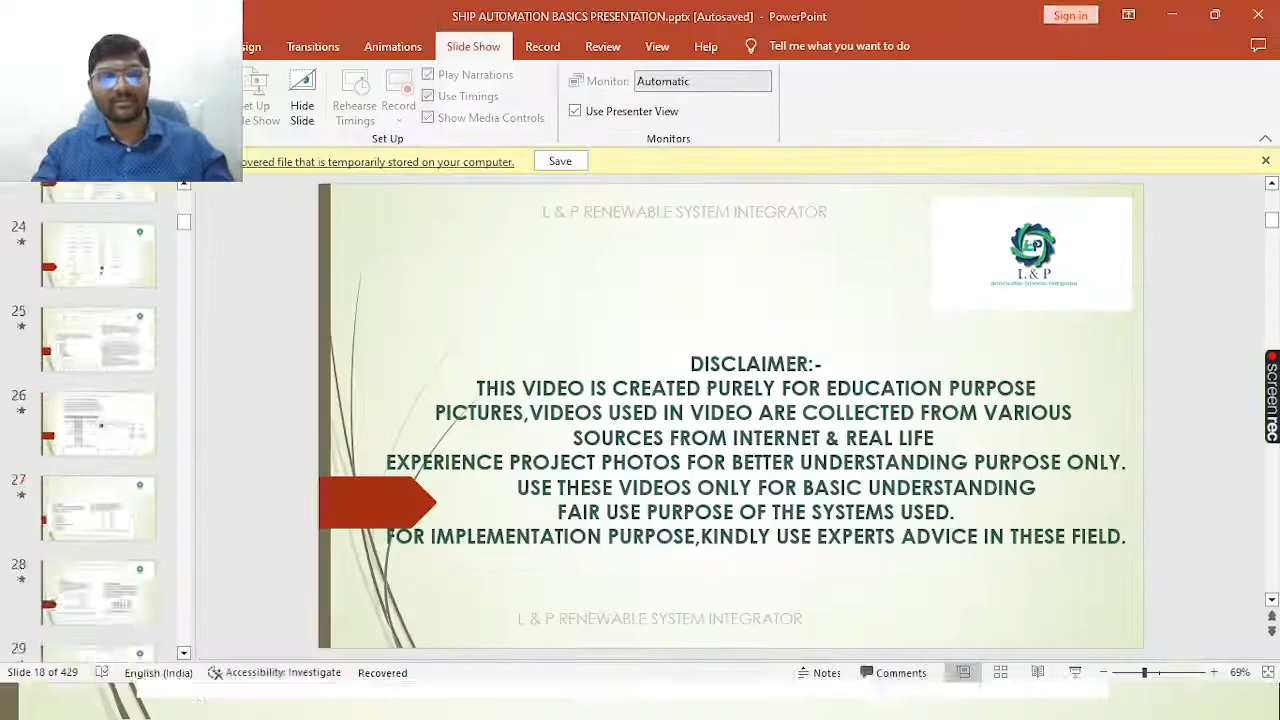 SHIP AUTOMATION BASICS PRESENTATION.pptx [Autosaved] - PowerPoint
Sign in
sign Transitions Animations Slide Show Record Review View Help Tell me what you want to do
Set Up
Slide Show
Hide
Slide
Rehearse
Timings
Record
Play Narrations
Use Timings
Show Media Controls
Set Up
Monitor: Automatic
Use Presenter View
Monitors
overed file that is temporarily stored on your computer.
Save
24
25
26
27
28
29
L & P RENEWABLE SYSTEM INTEGRATOR
L & P
DISCLAIMER:-
THIS VIDEO IS CREATED PURELY FOR EDUCATION PURPOSE
PICTURES,VIDEOS USED IN VIDEO ARE COLLECTED FROM VARIOUS
SOURCES FROM INTERNET & REAL LIFE
EXPERIENCE PROJECT PHOTOS FOR BETTER UNDERSTANDING PURPOSE ONLY.
USE THESE VIDEOS ONLY FOR BASIC UNDERSTANDING
FAIR USE PURPOSE OF THE SYSTEMS USED.
FOR IMPLEMENTATION PURPOSE,KINDLY USE EXPERTS ADVICE IN THESE FIELD.
L & P RENEWABLE SYSTEM INTEGRATOR
screenrec
Slide 18 of 429 English (India) Accessibility: Investigate Recovered Notes Comments 69%